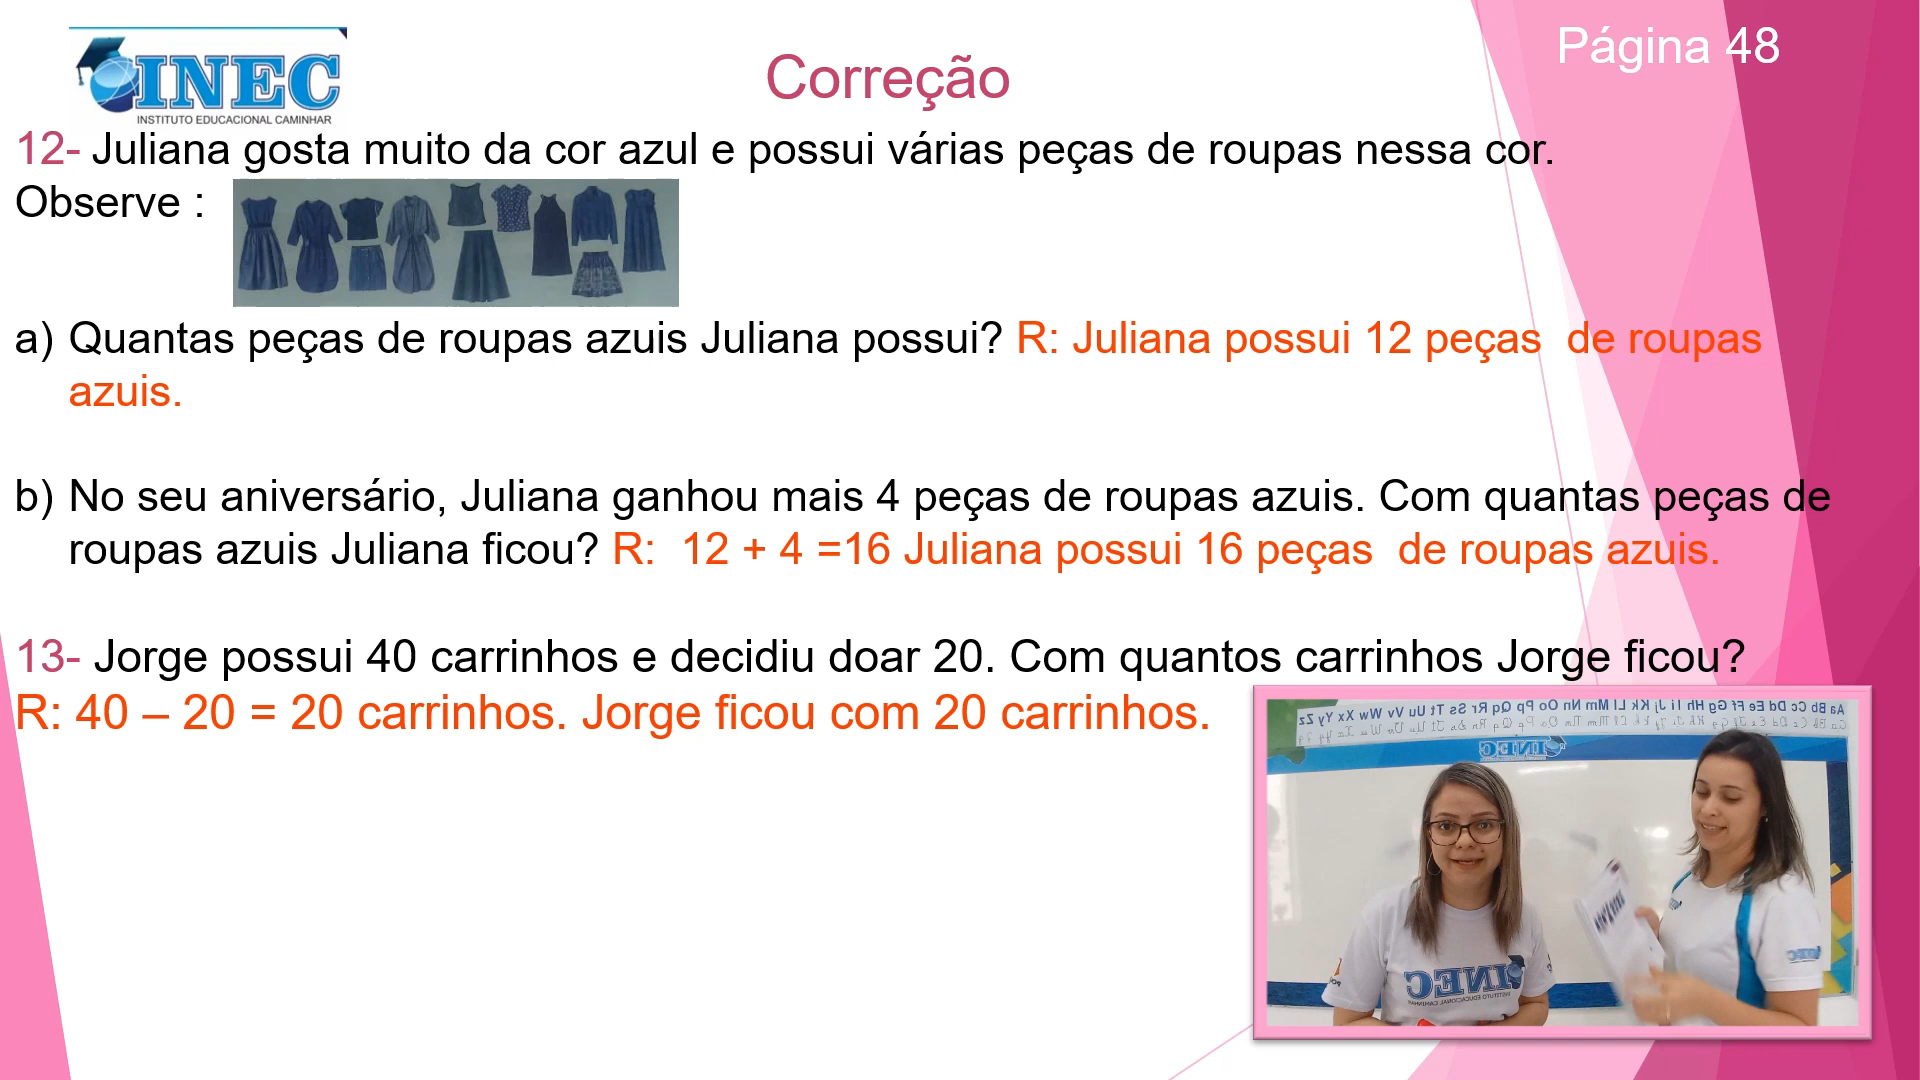 INEC
INSTITUTO EDUCACIONAL CAMINHAR
Correção
Página 48
12- Juliana gosta muito da cor azul e possui várias peças de roupas nessa cor.
Observe :
a) Quantas peças de roupas azuis Juliana possui? R: Juliana possui 12 peças de roupas
azuis.
b) No seu aniversário, Juliana ganhou mais 4 peças de roupas azuis. Com quantas peças de
roupas azuis Juliana ficou? R: 12 + 4 =16 Juliana possui 16 peças de roupas azuis.
13- Jorge possui 40 carrinhos e decidiu doar 20. Com quantos carrinhos Jorge ficou?
R: 40 – 20 = 20 carrinhos. Jorge ficou com 20 carrinhos.
Aa Bb Cc Dd Ee Ff Gg Hh Ii Jj Kk Ll Mm Nn Oo Pp Qq Rr Ss Tt Uu Vv Ww Xx Yy Zz
INEC
INEC
INSTITUTO EDUCACIONAL CAMINHAR
INEC